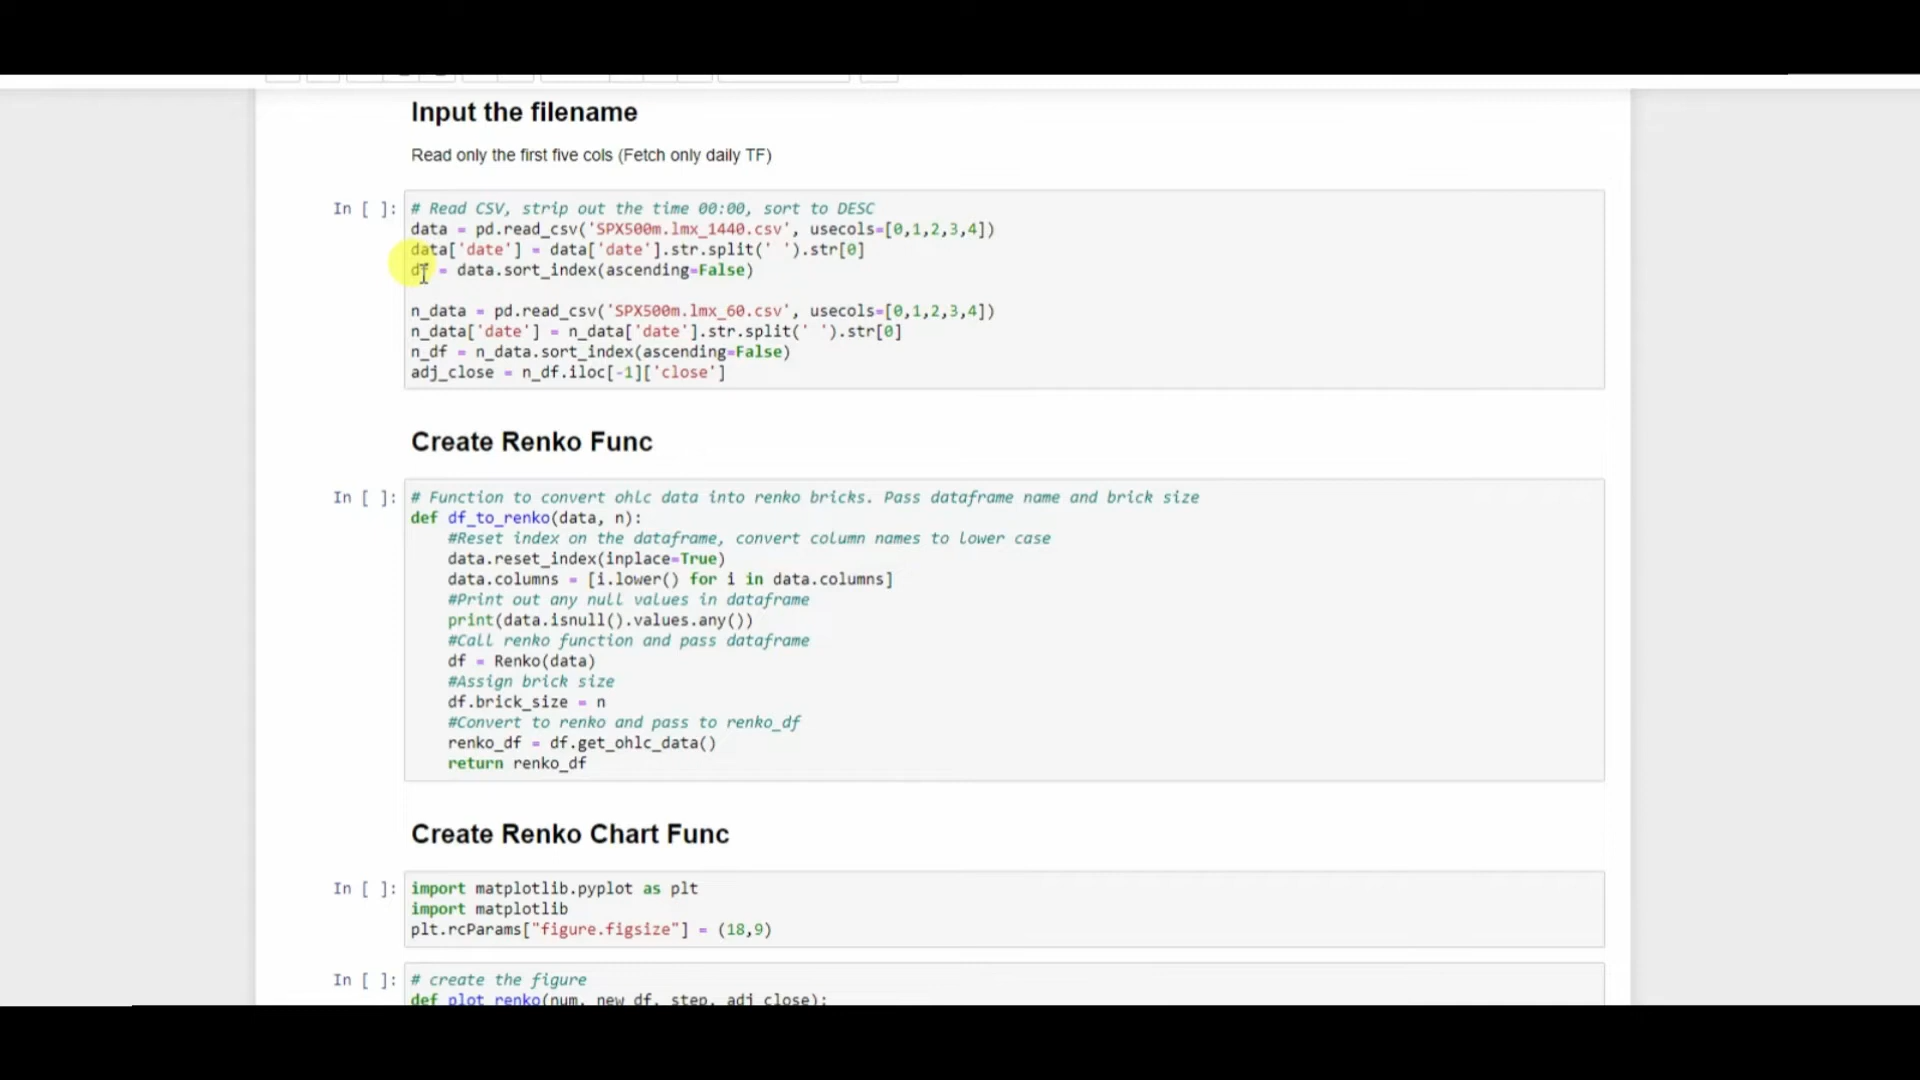 Input the filename
Read only the first five cols (Fetch only daily TF)
In [ ]: # Read CSV, strip out the time 00:00, sort to DESC
data = pd.read_csv('SPX500m.lmx_1440.csv', usecols=[0,1,2,3,4])
data['date'] = data['date'].str.split(' ').str[0]
df = data.sort_index(ascending=False)
n_data = pd.read_csv('SPX500m.lmx_60.csv', usecols=[0,1,2,3,4])
n_data['date'] = n_data['date'].str.split(' ').str[0]
n_df = n_data.sort_index(ascending=False)
adj_close = n_df.iloc[-1]['close']
Create Renko Func
In [ ]: # Function to convert ohlc data into renko bricks. Pass dataframe name and brick size
def df_to_renko(data, n):
    #Reset index on the dataframe, convert column names to lower case
    data.reset_index(inplace=True)
    data.columns = [i.lower() for i in data.columns]
    #Print out any null values in dataframe
    print(data.isnull().values.any())
    #Call renko function and pass dataframe
    df = Renko(data)
    #Assign brick size
    df.brick_size = n
    #Convert to renko and pass to renko_df
    renko_df = df.get_ohlc_data()
    return renko_df
Create Renko Chart Func
In [ ]: import matplotlib.pyplot as plt
import matplotlib
plt.rcParams["figure.figsize"] = (18,9)
In [ ]: # create the figure
def plot_renko(num, new_df, step, adj_close):